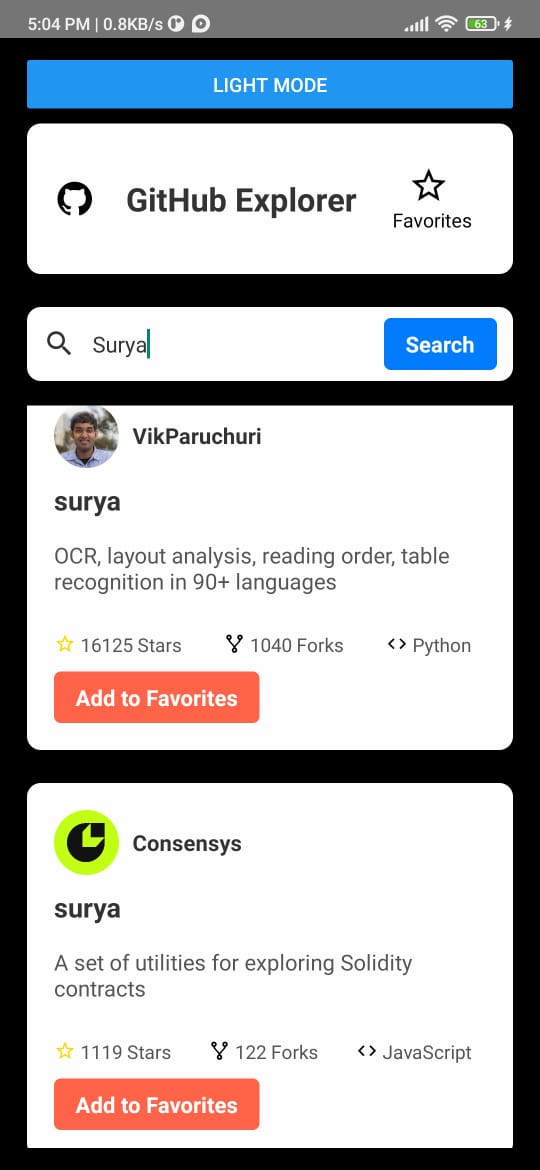 5:04 PM | 0.8KB/s
63
LIGHT MODE
GitHub Explorer
Favorites
Surya
Search
VikParuchuri
surya
OCR, layout analysis, reading order, table
recognition in 90+ languages
16125 Stars 1040 Forks <> Python
Add to Favorites
Consensys
surya
A set of utilities for exploring Solidity
contracts
1119 Stars 122 Forks <> JavaScript
Add to Favorites